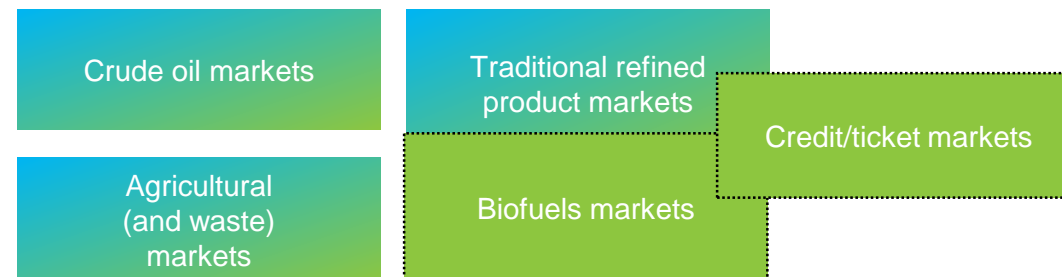 Crude oil markets
Traditional refined
product markets
Credit/ticket markets
Agricultural
(and waste)
markets
Biofuels markets